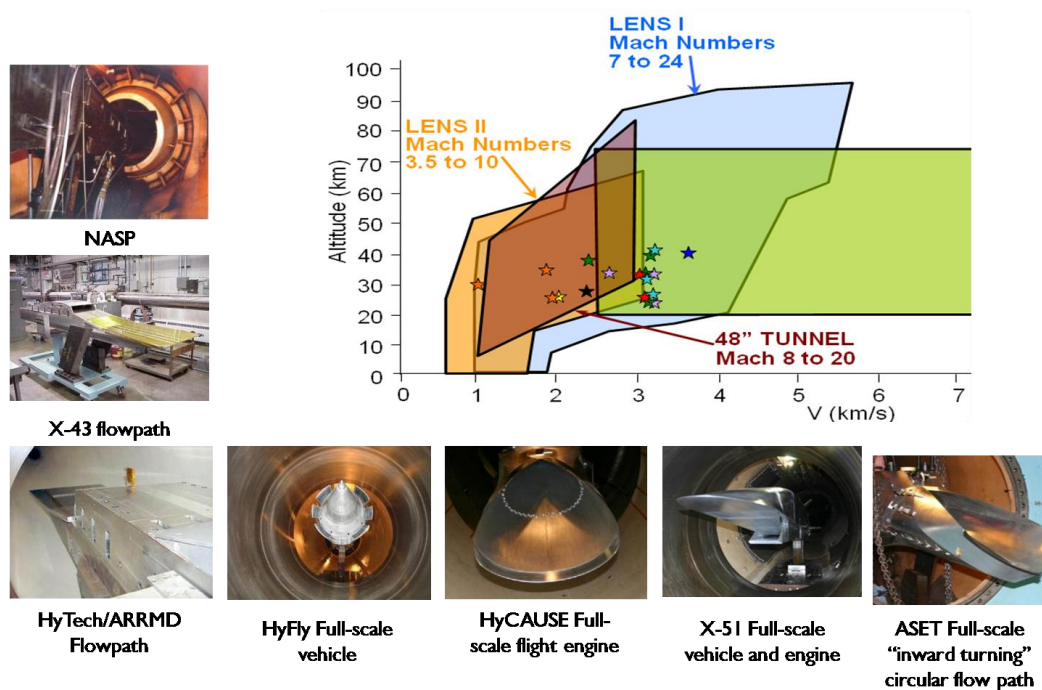 LENS I
Mach Numbers
7 to 24
LENS II
Mach Numbers
3.5 to 10
100
90
80
70
60
50
40
30
20
10
0
Altitude (km)
48” TUNNEL
Mach 8 to 20
0 1 2 3 4 5 6 7
V (km/s)
NASP
X-43 flowpath
HyTech/ARRMD
Flowpath
HyFly Full-scale
vehicle
HyCAUSE Full-
scale flight engine
X-51 Full-scale
vehicle and engine
ASET Full-scale
“inward turning”
circular flow path